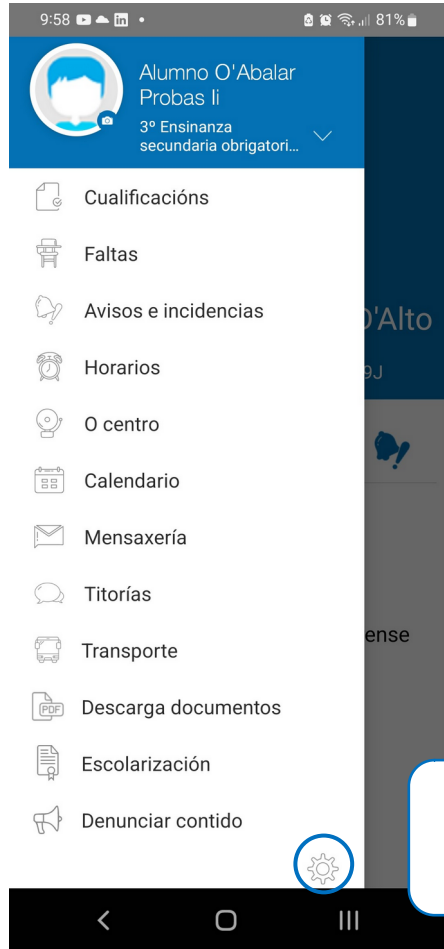 9:58
81%
Alumno O'Abalar
Probas Ii
3º Ensinanza
secundaria obrigatori...
Cualificacións
Faltas
Avisos e incidencias
D'Alto
Horarios
9J
O centro
Calendario
Mensaxería
Titorías
ense
Transporte
PDF
Descarga documentos
Escolarización
Denunciar contido